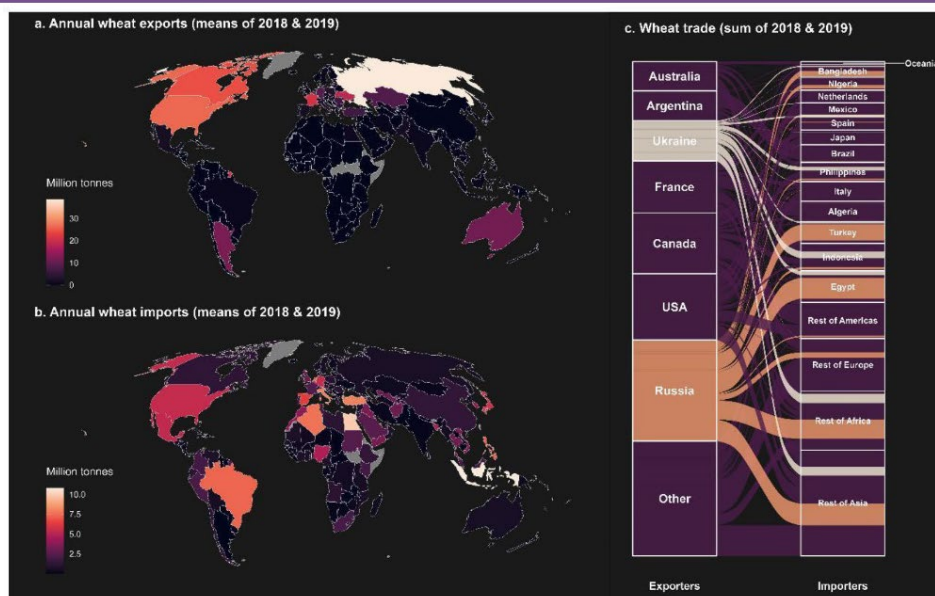 a. Annual wheat exports (means of 2018 & 2019)
Million tonnes
30
20
10
0
b. Annual wheat imports (means of 2018 & 2019)
Million tonnes
10.0
7.5
5.0
2.5
c. Wheat trade (sum of 2018 & 2019)
Australia
Argentina
Ukraine
France
Canada
USA
Russia
Other
Exporters
Oceania
Bangladesh
Nigeria
Netherlands
Mexico
Spain
Japan
Brazil
Philippines
Italy
Algeria
Turkey
Indonesia
Egypt
Rest of Americas
Rest of Europe
Rest of Africa
Rest of Asia
Importers